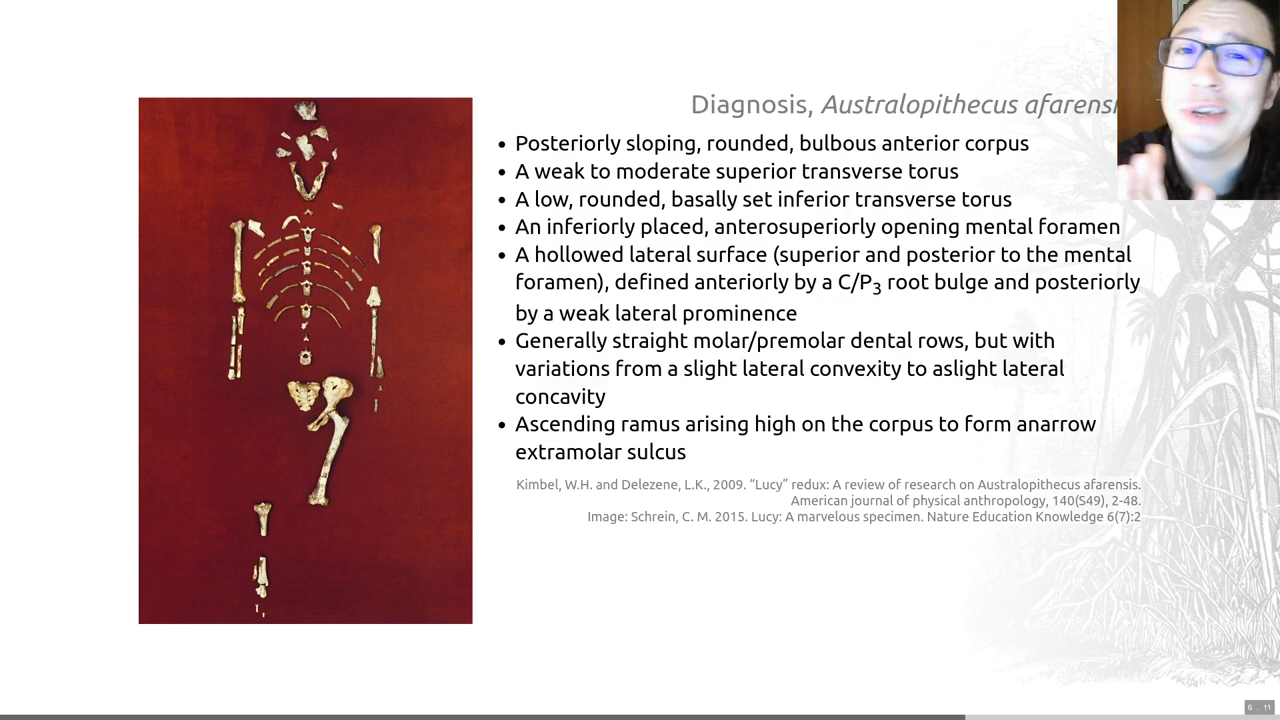 Diagnosis, Australopithecus afarens
• Posteriorly sloping, rounded, bulbous anterior corpus
• A weak to moderate superior transverse torus
• A low, rounded, basally set inferior transverse torus
• An inferiorly placed, anterosuperiorly opening mental foramen
• A hollowed lateral surface (superior and posterior to the mental
foramen), defined anteriorly by a C/P3 root bulge and posteriorly
by a weak lateral prominence
• Generally straight molar/premolar dental rows, but with
variations from a slight lateral convexity to aslight lateral
concavity
• Ascending ramus arising high on the corpus to form anarrow
extramolar sulcus
Kimbel, W.H. and Delezene, L.K., 2009. “Lucy” redux: A review of research on Australopithecus afarensis.
American journal of physical anthropology, 140(S49), 2-48.
Image: Schrein, C. M. 2015. Lucy: A marvelous specimen. Nature Education Knowledge 6(7):2
6 11